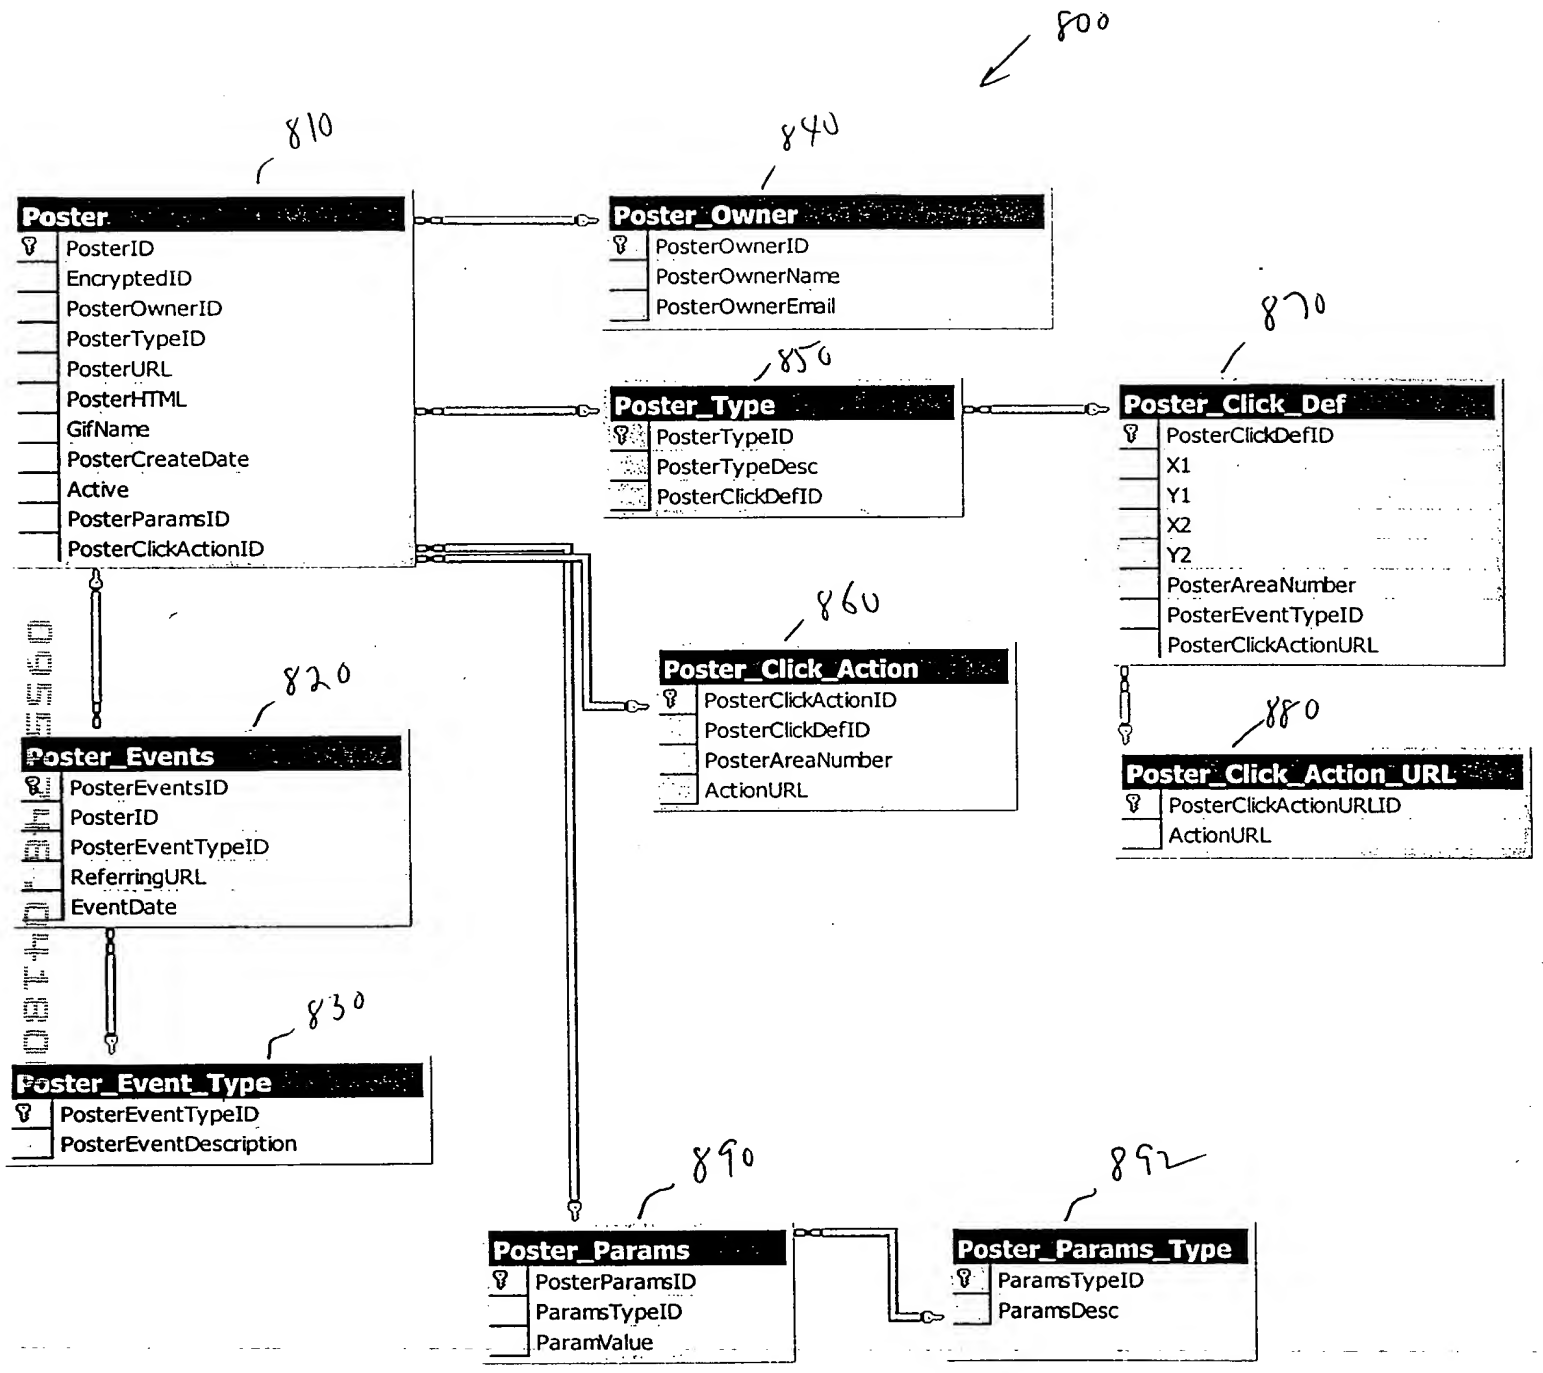 800
810
Poster
PosterID
EncryptedID
PosterOwnerID
PosterTypeID
PosterURL
PosterHTML
GifName
PosterCreateDate
Active
PosterParamsID
PosterClickActionID
840
Poster_Owner
PosterOwnerID
PosterOwnerName
PosterOwnerEmail
850
Poster_Type
PosterTypeID
PosterTypeDesc
PosterClickDefID
870
Poster_Click_Def
PosterClickDefID
X1
Y1
X2
Y2
PosterAreaNumber
PosterEventTypeID
PosterClickActionURL
860
Poster_Click_Action
PosterClickActionID
PosterClickDefID
PosterAreaNumber
ActionURL
880
Poster_Click_Action_URL
PosterClickActionURLID
ActionURL
820
Poster_Events
PosterEventsID
PosterID
PosterEventTypeID
ReferringURL
EventDate
830
Poster_Event_Type
PosterEventTypeID
PosterEventDescription
890
Poster_Params
PosterParamsID
ParamsTypeID
ParamValue
892
Poster_Params_Type
ParamsTypeID
ParamsDesc